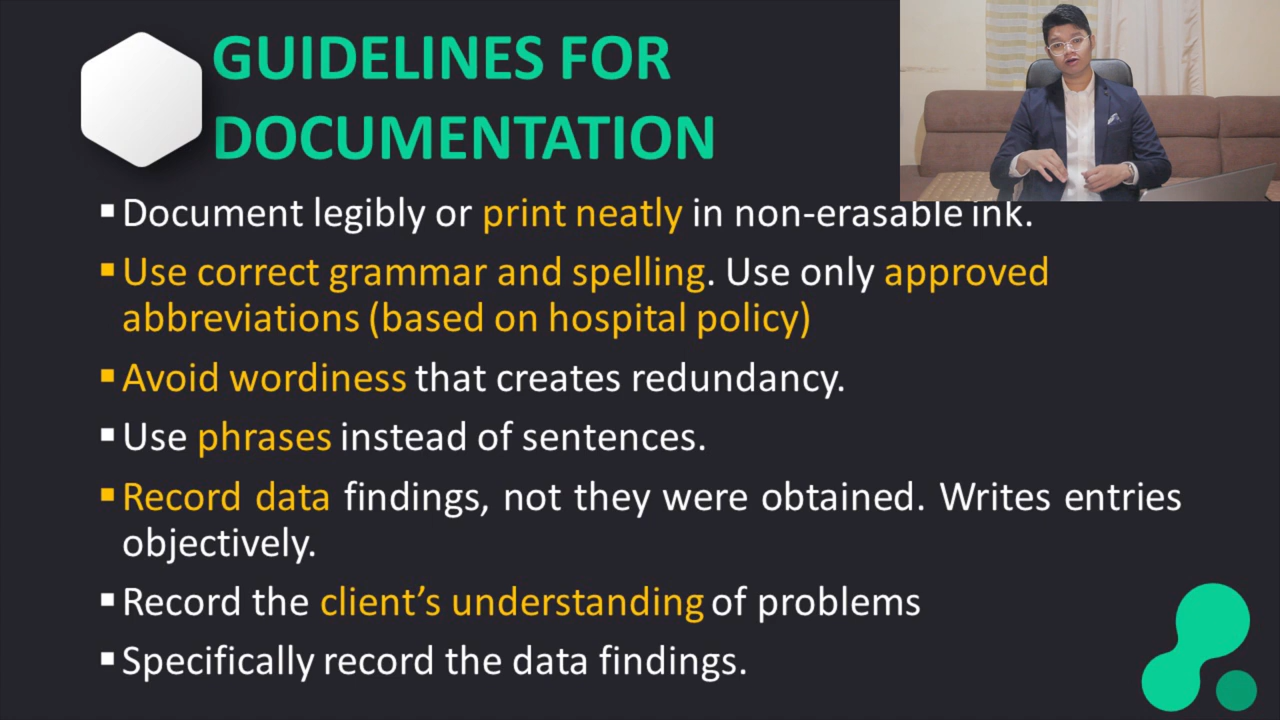 GUIDELINES FOR
DOCUMENTATION
▪Document legibly or print neatly in non-erasable ink.
▪Use correct grammar and spelling. Use only approved
abbreviations (based on hospital policy)
▪Avoid wordiness that creates redundancy.
▪Use phrases instead of sentences.
▪Record data findings, not they were obtained. Writes entries
objectively.
▪Record the client’s understanding of problems
▪Specifically record the data findings.